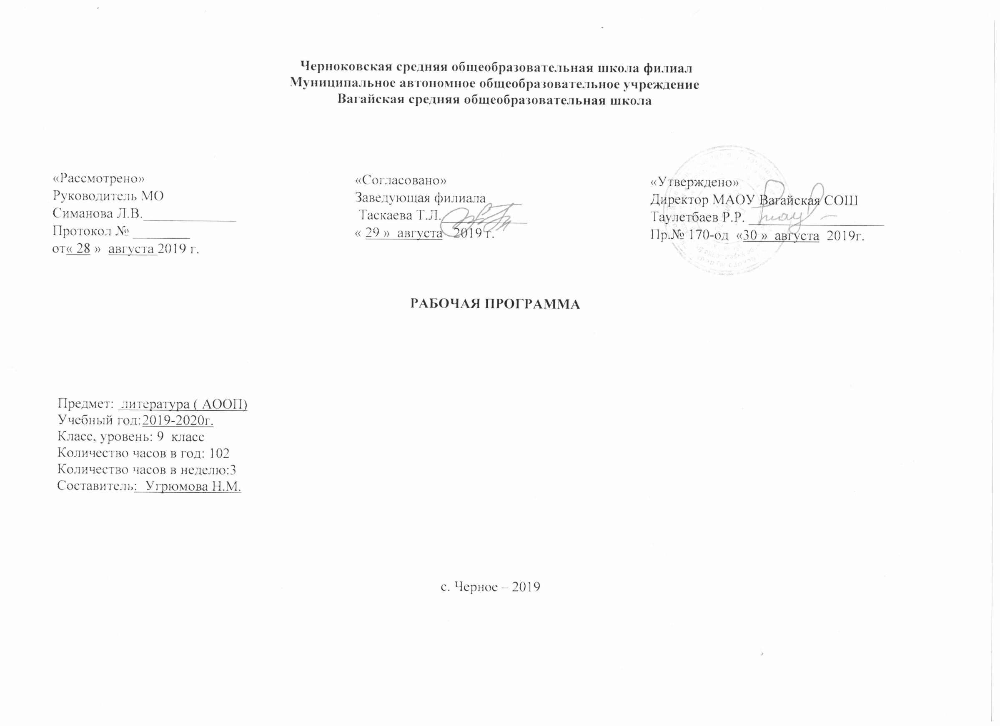 Черноковская средняя общеобразовательная школа филиал
Муниципальное автономное общеобразовательное учреждение
Вагайская средняя общеобразовательная школа
«Рассмотрено»
Руководитель МО
Симанова Л.В.____________
Протокол № ________
от« 28 » августа 2019 г.
«Согласовано»
Заведующая филиала
Таскаева Т.Л.____________
« 29 » августа 2019 г.
«Утверждено»
Директор МАОУ Вагайская СОШ
Таулетбаев Р.Р. __________________
Пр.№ 170-од «30 » августа 2019г.
РАБОЧАЯ ПРОГРАММА
Предмет: литература ( АООП)
Учебный год:2019-2020г.
Класс, уровень: 9 класс
Количество часов в год: 102
Количество часов в неделю:3
Составитель: Угрюмова Н.М.
с. Черное – 2019